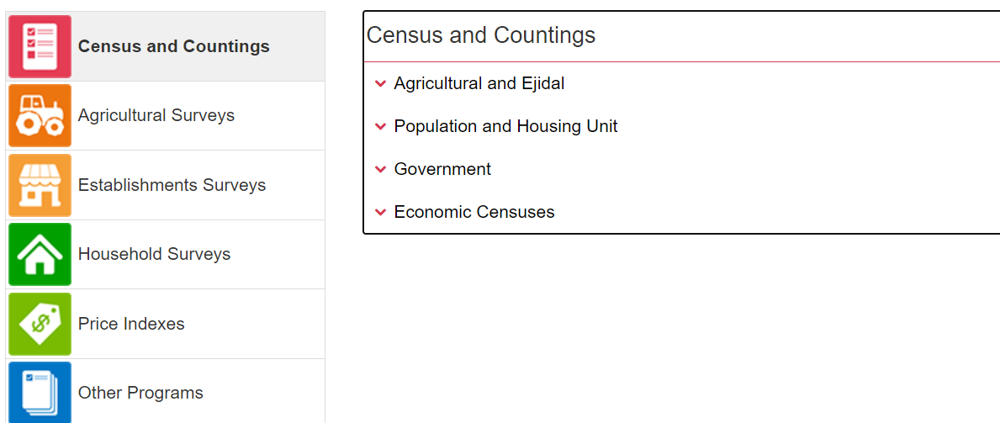 Census and Countings
Agricultural Surveys
Establishments Surveys
Household Surveys
Price Indexes
Other Programs
Census and Countings
Agricultural and Ejidal
Population and Housing Unit
Government
Economic Censuses